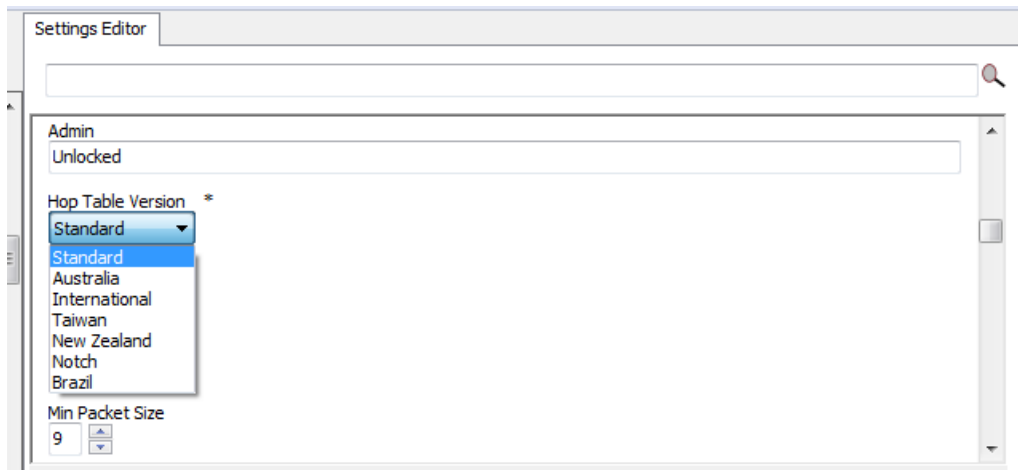 Settings Editor
Admin
Unlocked
Hop Table Version *
Standard
Standard
Australia
International
Taiwan
New Zealand
Notch
Brazil
Min Packet Size
9